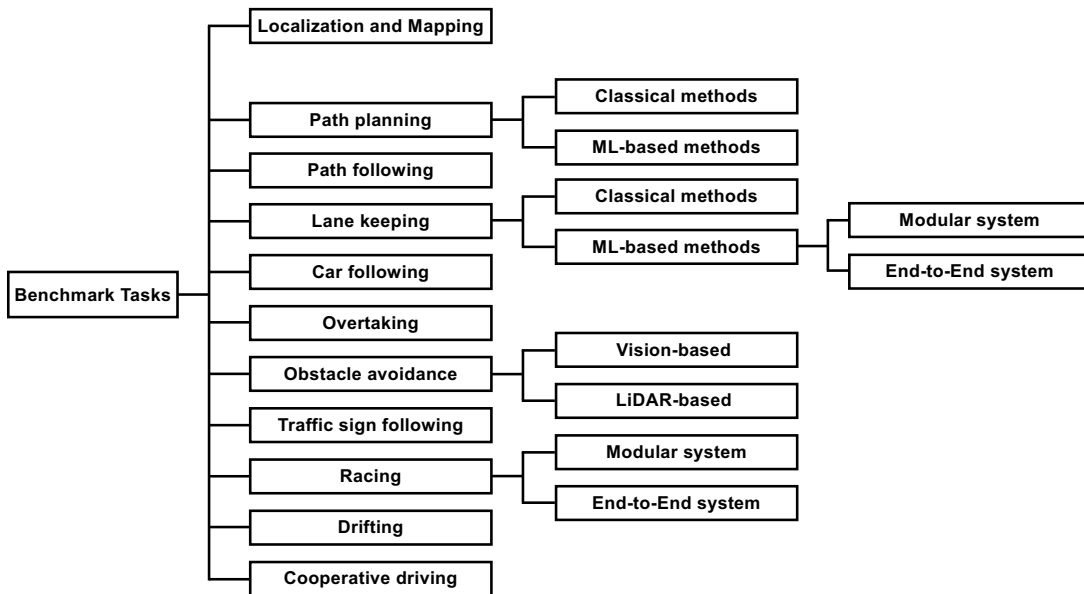 Benchmark Tasks
Localization and Mapping
Path planning
Classical methods
ML-based methods
Path following
Lane keeping
Classical methods
ML-based methods
Modular system
End-to-End system
Car following
Overtaking
Obstacle avoidance
Vision-based
LiDAR-based
Traffic sign following
Racing
Modular system
End-to-End system
Drifting
Cooperative driving